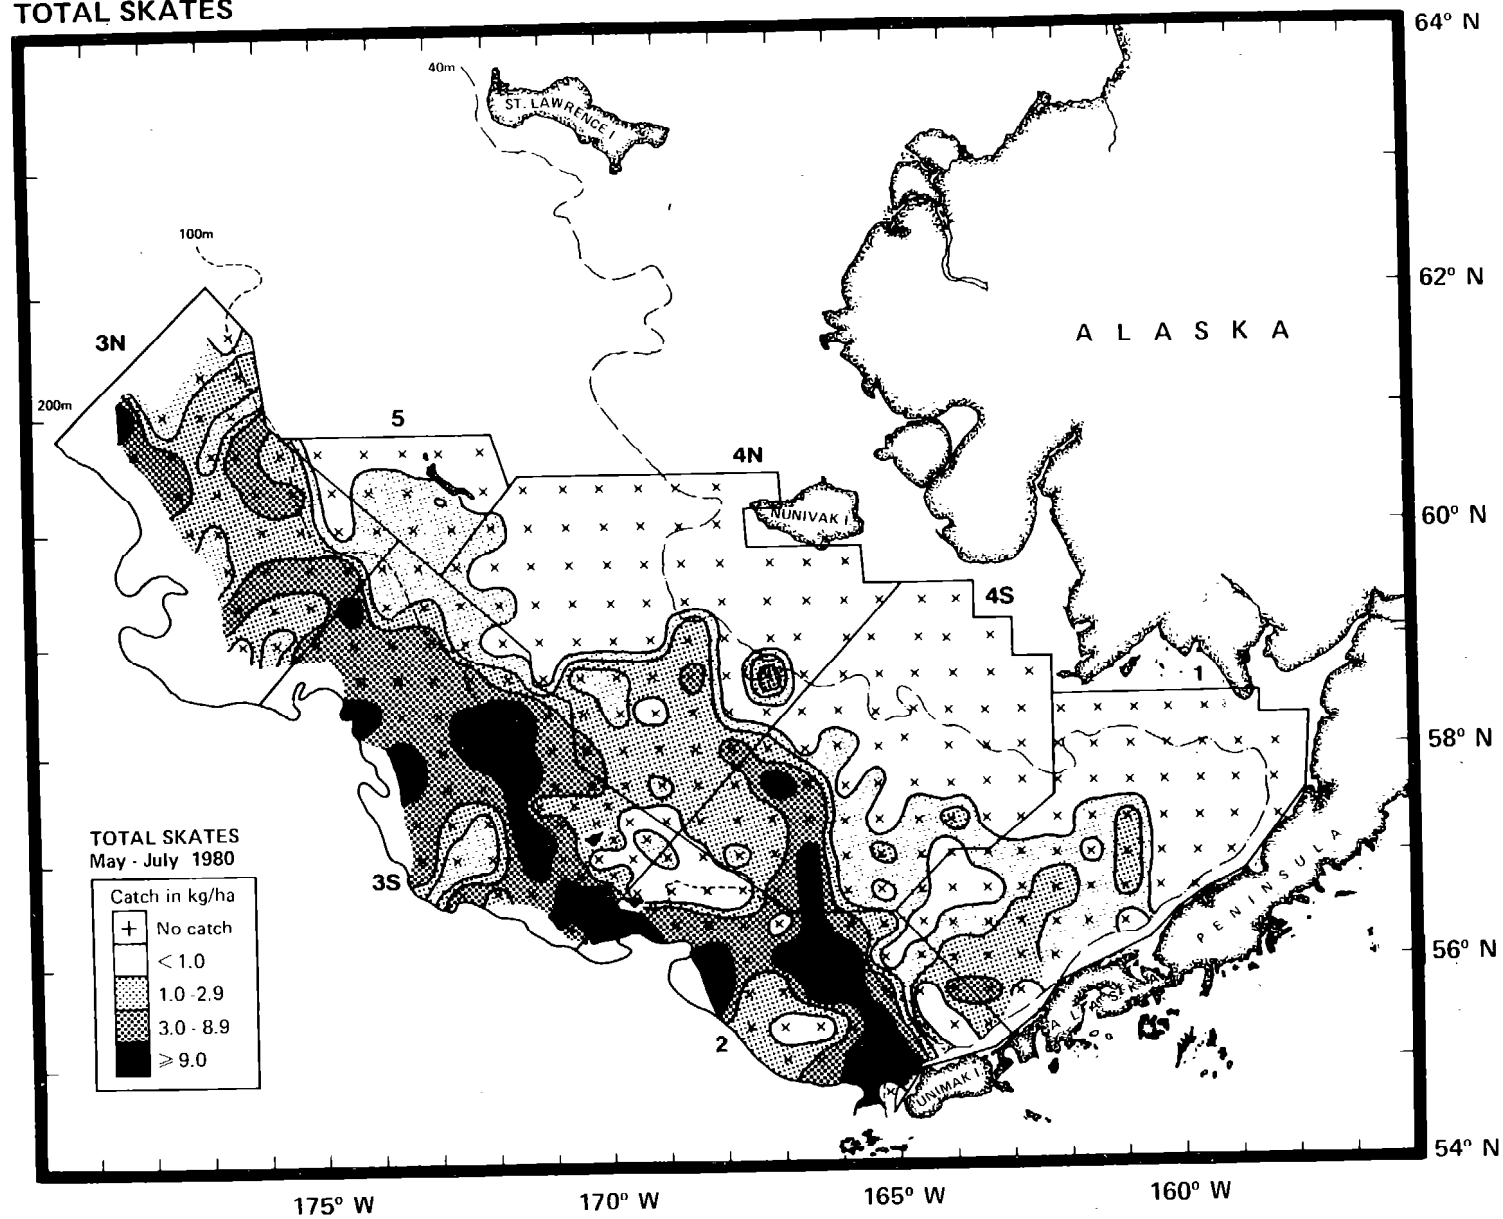 TOTAL SKATES
64° N
40m
ST. LAWRENCE I
100m
62° N
3N
ALASKA
200m
5
4N
NUNIVAK I
60° N
4S
1
58° N
TOTAL SKATES
May - July 1980
3S
Catch in kg/ha
+ No catch
< 1.0
1.0 - 2.9
3.0 - 8.9
⩾ 9.0
PENINSULA
56° N
ALASKA
2
UNIMAK I
54° N
175° W
170° W
165° W
160° W